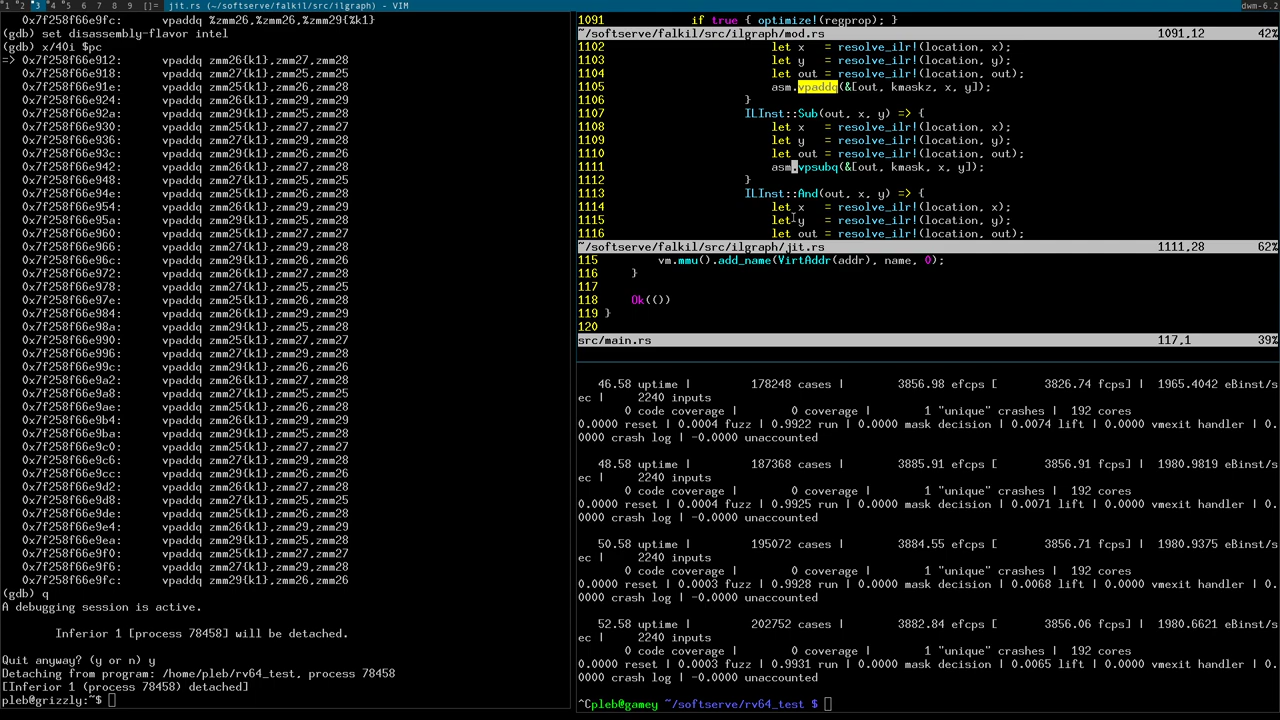 1 2 3 4 5 6 7 8 9 []= jit.rs (~/softserve/falkil/src/ilgraph) - VIM dwm-6.2
0x7f258f66e9fc: vpaddq %zmm26,%zmm26,%zmm29{%k1}
(gdb) set disassembly-flavor intel
(gdb) x/40i $pc
=> 0x7f258f66e912: vpaddq zmm26{k1},zmm27,zmm28
0x7f258f66e918: vpaddq zmm28{k1},zmm25,zmm25
0x7f258f66e91e: vpaddq zmm25{k1},zmm26,zmm28
0x7f258f66e924: vpaddq zmm29{k1},zmm26,zmm26
0x7f258f66e92a: vpaddq zmm27{k1},zmm25,zmm28
0x7f258f66e930: vpaddq zmm26{k1},zmm29,zmm27
0x7f258f66e936: vpaddq zmm28{k1},zmm25,zmm25
0x7f258f66e93c: vpaddq zmm29{k1},zmm26,zmm27
0x7f258f66e942: vpaddq zmm25{k1},zmm27,zmm28
0x7f258f66e948: vpaddq zmm27{k1},zmm26,zmm26
0x7f258f66e94e: vpaddq zmm28{k1},zmm25,zmm29
0x7f258f66e954: vpaddq zmm26{k1},zmm29,zmm27
0x7f258f66e95a: vpaddq zmm29{k1},zmm25,zmm25
0x7f258f66e960: vpaddq zmm27{k1},zmm28,zmm26
0x7f258f66e966: vpaddq zmm25{k1},zmm29,zmm28
0x7f258f66e96c: vpaddq zmm28{k1},zmm26,zmm26
0x7f258f66e972: vpaddq zmm29{k1},zmm25,zmm27
0x7f258f66e978: vpaddq zmm26{k1},zmm27,zmm28
0x7f258f66e97e: vpaddq zmm27{k1},zmm25,zmm25
0x7f258f66e984: vpaddq zmm28{k1},zmm26,zmm29
0x7f258f66e98a: vpaddq zmm25{k1},zmm29,zmm27
0x7f258f66e990: vpaddq zmm29{k1},zmm26,zmm26
0x7f258f66e996: vpaddq zmm27{k1},zmm25,zmm28
0x7f258f66e99c: vpaddq zmm26{k1},zmm28,zmm29
0x7f258f66e9a2: vpaddq zmm28{k1},zmm25,zmm25
0x7f258f66e9a8: vpaddq zmm29{k1},zmm26,zmm27
0x7f258f66e9ae: vpaddq zmm25{k1},zmm27,zmm28
0x7f258f66e9b4: vpaddq zmm27{k1},zmm26,zmm26
0x7f258f66e9ba: vpaddq zmm28{k1},zmm25,zmm29
0x7f258f66e9c0: vpaddq zmm26{k1},zmm29,zmm27
0x7f258f66e9c6: vpaddq zmm29{k1},zmm25,zmm25
0x7f258f66e9cc: vpaddq zmm27{k1},zmm28,zmm26
0x7f258f66e9d2: vpaddq zmm25{k1},zmm29,zmm28
0x7f258f66e9d8: vpaddq zmm28{k1},zmm26,zmm26
0x7f258f66e9de: vpaddq zmm29{k1},zmm25,zmm27
0x7f258f66e9e4: vpaddq zmm26{k1},zmm27,zmm28
0x7f258f66e9ea: vpaddq zmm27{k1},zmm25,zmm25
0x7f258f66e9f0: vpaddq zmm28{k1},zmm26,zmm29
0x7f258f66e9f6: vpaddq zmm25{k1},zmm29,zmm27
0x7f258f66e9fc: vpaddq zmm29{k1},zmm26,zmm26
(gdb) q
A debugging session is active.
Inferior 1 [process 78458] will be detached.
Quit anyway? (y or n) y
Detaching from program: /home/pleb/rv64_test, process 78458
[Inferior 1 (process 78458) detached]
pleb@grizzly:~$
1091 if true { optimize!(regprop); }
~/softserve/falkil/src/ilgraph/mod.rs 1091,12 42%
1102 let x = resolve_ilr!(location, x);
1103 let y = resolve_ilr!(location, y);
1104 let out = resolve_ilr!(location, out);
1105 asm.vpaddq(&[out, kmaskz, x, y]);
1106 }
1107 ILInst::Sub(out, x, y) => {
1108 let x = resolve_ilr!(location, x);
1109 let y = resolve_ilr!(location, y);
1110 let out = resolve_ilr!(location, out);
1111 asm.vpsubq(&[out, kmask, x, y]);
1112 }
1113 ILInst::And(out, x, y) => {
1114 let x = resolve_ilr!(location, x);
1115 let y = resolve_ilr!(location, y);
1116 let out = resolve_ilr!(location, out);
~/softserve/falkil/src/ilgraph/jit.rs 1111,28 62%
115 vm.mmu().add_name(VirtAddr(addr), name, 0);
116 }
117
118 Ok(())
119 }
120
src/main.rs 117,1 39%
46.58 uptime | 178248 cases | 3856.98 efcps [ 3826.74 fcps] | 1965.4042 eBinst/s
ec | 2240 inputs
0 code coverage | 0 coverage | 1 "unique" crashes | 192 cores
0.0000 reset | 0.0004 fuzz | 0.9922 run | 0.0000 mask decision | 0.0074 lift | 0.0000 vmexit handler | 0.
0000 crash log | -0.0000 unaccounted
48.58 uptime | 187368 cases | 3885.91 efcps [ 3856.91 fcps] | 1980.9819 eBinst/s
ec | 2240 inputs
0 code coverage | 0 coverage | 1 "unique" crashes | 192 cores
0.0000 reset | 0.0004 fuzz | 0.9925 run | 0.0000 mask decision | 0.0071 lift | 0.0000 vmexit handler | 0.
0000 crash log | -0.0000 unaccounted
50.58 uptime | 195072 cases | 3884.55 efcps [ 3856.71 fcps] | 1980.9375 eBinst/s
ec | 2240 inputs
0 code coverage | 0 coverage | 1 "unique" crashes | 192 cores
0.0000 reset | 0.0003 fuzz | 0.9928 run | 0.0000 mask decision | 0.0068 lift | 0.0000 vmexit handler | 0.
0000 crash log | -0.0000 unaccounted
52.58 uptime | 202752 cases | 3882.84 efcps [ 3856.06 fcps] | 1980.6621 eBinst/s
ec | 2240 inputs
0 code coverage | 0 coverage | 1 "unique" crashes | 192 cores
0.0000 reset | 0.0003 fuzz | 0.9931 run | 0.0000 mask decision | 0.0065 lift | 0.0000 vmexit handler | 0.
0000 crash log | -0.0000 unaccounted
^Cpleb@gamey ~/softserve/rv64_test $